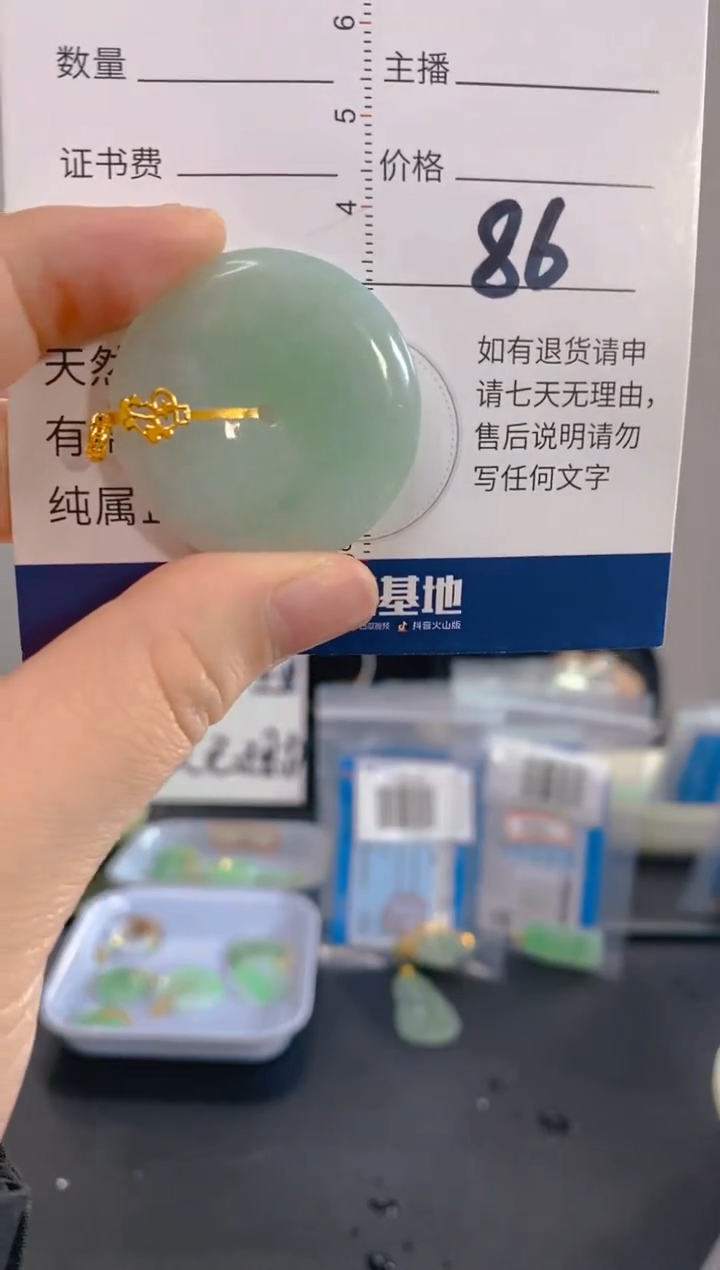 6
数量 主播
5
证书费 价格
4
86
天然
有
纯属
如有退货请申
请七天无理由，
售后说明请勿
写任何文字
基地
抖音火山版